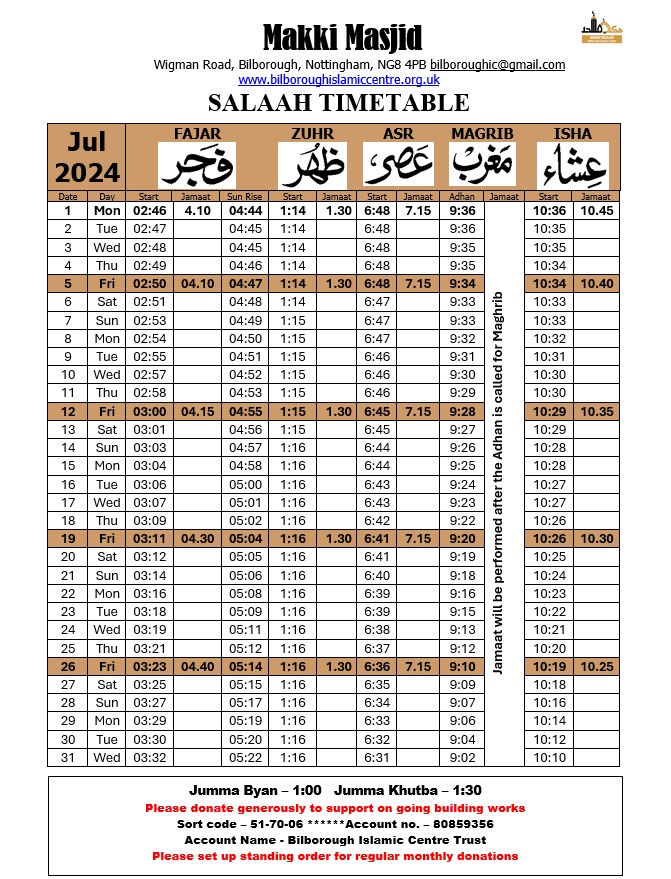 Makki Masjid
Wigman Road, Bilborough, Nottingham, NG8 4PB bilboroughic@gmail.com
www.bilboroughislamiccentre.org.uk
SALAAH TIMETABLE
Jul 2024 FAJAR ZUHR ASR MAGRIB ISHA
فَجَر ظُهُر عَصَر مَغْرِب عِشَاء
Date Day Start Jamaat Sun Rise Start Jamaat Start Jamaat Adhan Jamaat Start Jamaat
1 Mon 02:46 4.10 04:44 1:14 1.30 6:48 7.15 9:36 10:36 10.45
2 Tue 02:47 04:45 1:14 6:48 9:36 10:35
3 Wed 02:48 04:45 1:14 6:48 9:35 10:35
4 Thu 02:49 04:46 1:14 6:48 9:35 10:34
5 Fri 02:50 04.10 04:47 1:14 1.30 6:48 7.15 9:34 10:34 10.40
6 Sat 02:51 04:48 1:14 6:47 9:33 10:33
7 Sun 02:53 04:49 1:15 6:47 9:33 10:33
8 Mon 02:54 04:50 1:15 6:47 9:32 10:32
9 Tue 02:55 04:51 1:15 6:46 9:31 10:31
10 Wed 02:57 04:52 1:15 6:46 9:30 10:30
11 Thu 02:58 04:53 1:15 6:46 9:29 10:30
12 Fri 03:00 04.15 04:55 1:15 1.30 6:45 7.15 9:28 10:29 10.35
13 Sat 03:01 04:56 1:15 6:45 9:27 10:29
14 Sun 03:03 04:57 1:16 6:44 9:26 10:28
15 Mon 03:04 04:58 1:16 6:44 9:25 10:28
16 Tue 03:06 05:00 1:16 6:43 9:24 10:27
17 Wed 03:07 05:01 1:16 6:43 9:23 10:27
18 Thu 03:09 05:02 1:16 6:42 9:22 10:26
19 Fri 03:11 04.30 05:04 1:16 1.30 6:41 7.15 9:20 10:26 10.30
20 Sat 03:12 05:05 1:16 6:41 9:19 10:25
21 Sun 03:14 05:06 1:16 6:40 9:18 10:24
22 Mon 03:16 05:08 1:16 6:39 9:16 10:23
23 Tue 03:18 05:09 1:16 6:39 9:15 10:22
24 Wed 03:19 05:11 1:16 6:38 9:13 10:21
25 Thu 03:21 05:12 1:16 6:37 9:12 10:20
26 Fri 03:23 04.40 05:14 1:16 1.30 6:36 7.15 9:10 10:19 10.25
27 Sat 03:25 05:15 1:16 6:35 9:09 10:18
28 Sun 03:27 05:17 1:16 6:34 9:07 10:16
29 Mon 03:29 05:19 1:16 6:33 9:06 10:14
30 Tue 03:30 05:20 1:16 6:32 9:04 10:12
31 Wed 03:32 05:22 1:16 6:31 9:02 10:10
Jamaat will be performed after the Adhan is called for Maghrib
Jumma Byan – 1:00 Jumma Khutba – 1:30
Please donate generously to support on going building works
Sort code – 51-70-06 ******Account no. – 80859356
Account Name - Bilborough Islamic Centre Trust
Please set up standing order for regular monthly donations